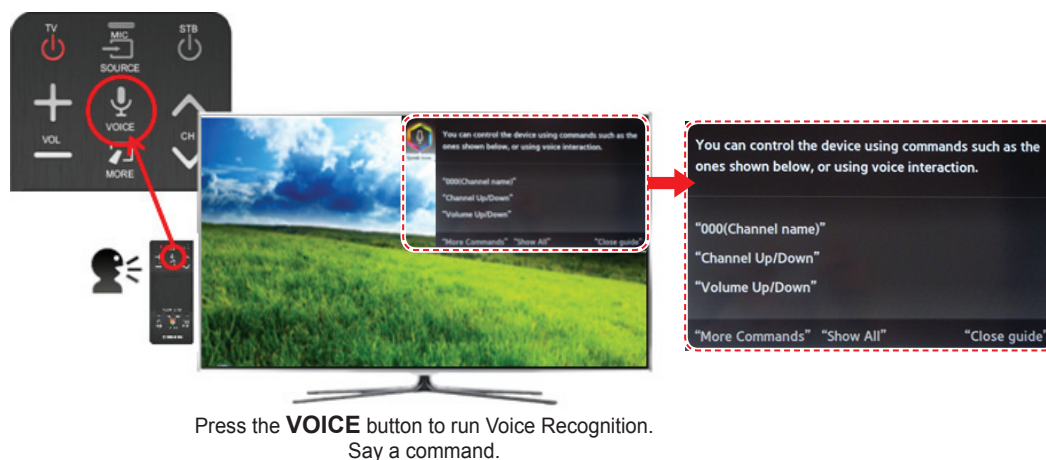 TV
MIC
STB
SOURCE
VOL
VOICE
CH
MORE
You can control the device using commands such as the
ones shown below, or using voice interaction.
Speak now
"000(Channel name)"
"Channel Up/Down"
"Volume Up/Down"
"More Commands" "Show All" "Close guide"
You can control the device using commands such as the
ones shown below, or using voice interaction.
"000(Channel name)"
"Channel Up/Down"
"Volume Up/Down"
"More Commands" "Show All" "Close guide"
Press the VOICE button to run Voice Recognition.
Say a command.